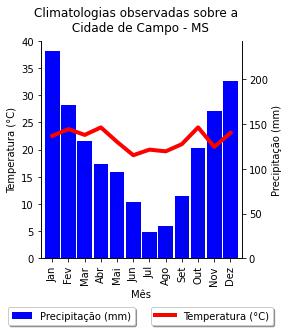 Climatologias observadas sobre a
Cidade de Campo - MS
40
35
30
25
20
15
10
5
0
Temperatura (°C)
200
150
100
50
0
Precipitação (mm)
Jan Fev Mar Abr Mai Jun Jul Ago Set Out Nov Dez
Mês
Precipitação (mm) Temperatura (°C)